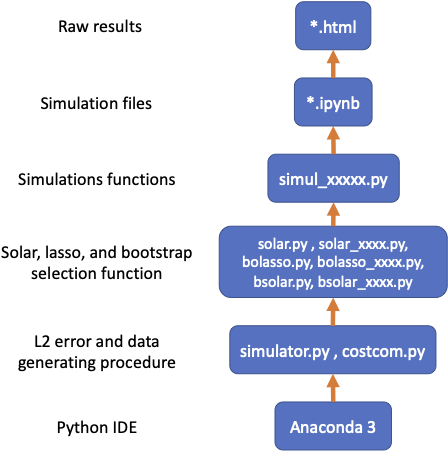 Raw results
*.html
Simulation files
*.ipynb
Simulations functions
simul_xxxxx.py
Solar, lasso, and bootstrap
selection function
solar.py , solar_xxxx.py,
bolasso.py, bolasso_xxxx.py,
bsolar.py, bsolar_xxxx.py
L2 error and data
generating procedure
simulator.py , costcom.py
Python IDE
Anaconda 3